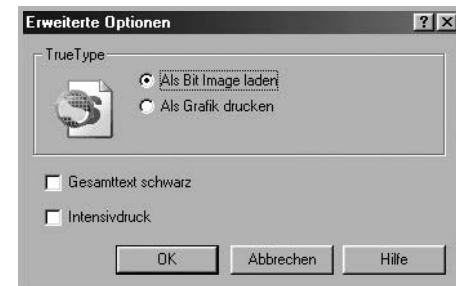 Erweiterte Optionen
TrueType
Als Bit Image laden
Als Grafik drucken
Gesamttext schwarz
Intensivdruck
OK Abbrechen Hilfe